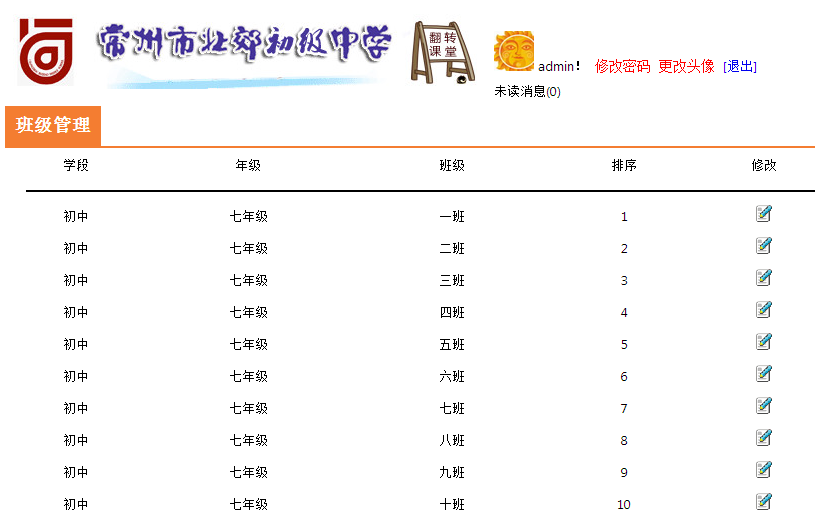 常州市北郊初级中学
翻转
课堂
admin！ 修改密码 更改头像 [退出]
未读消息(0)
班级管理
学段 年级 班级 排序 修改
初中 七年级 一班 1
初中 七年级 二班 2
初中 七年级 三班 3
初中 七年级 四班 4
初中 七年级 五班 5
初中 七年级 六班 6
初中 七年级 七班 7
初中 七年级 八班 8
初中 七年级 九班 9
初中 七年级 十班 10